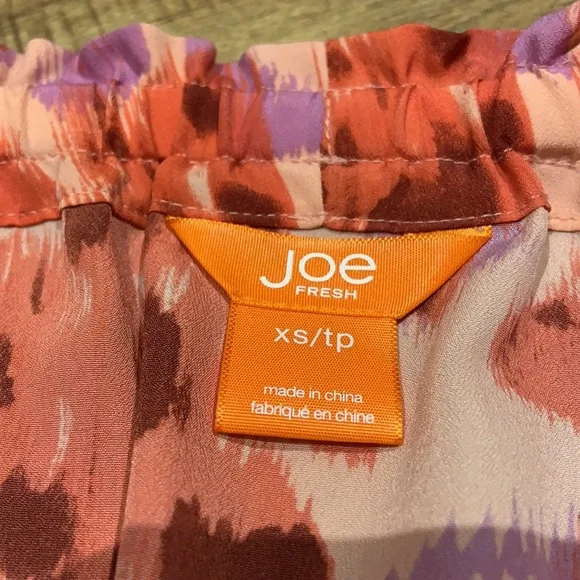 Joe
FRESH
xs/tp
made in china
fabriqué en chine